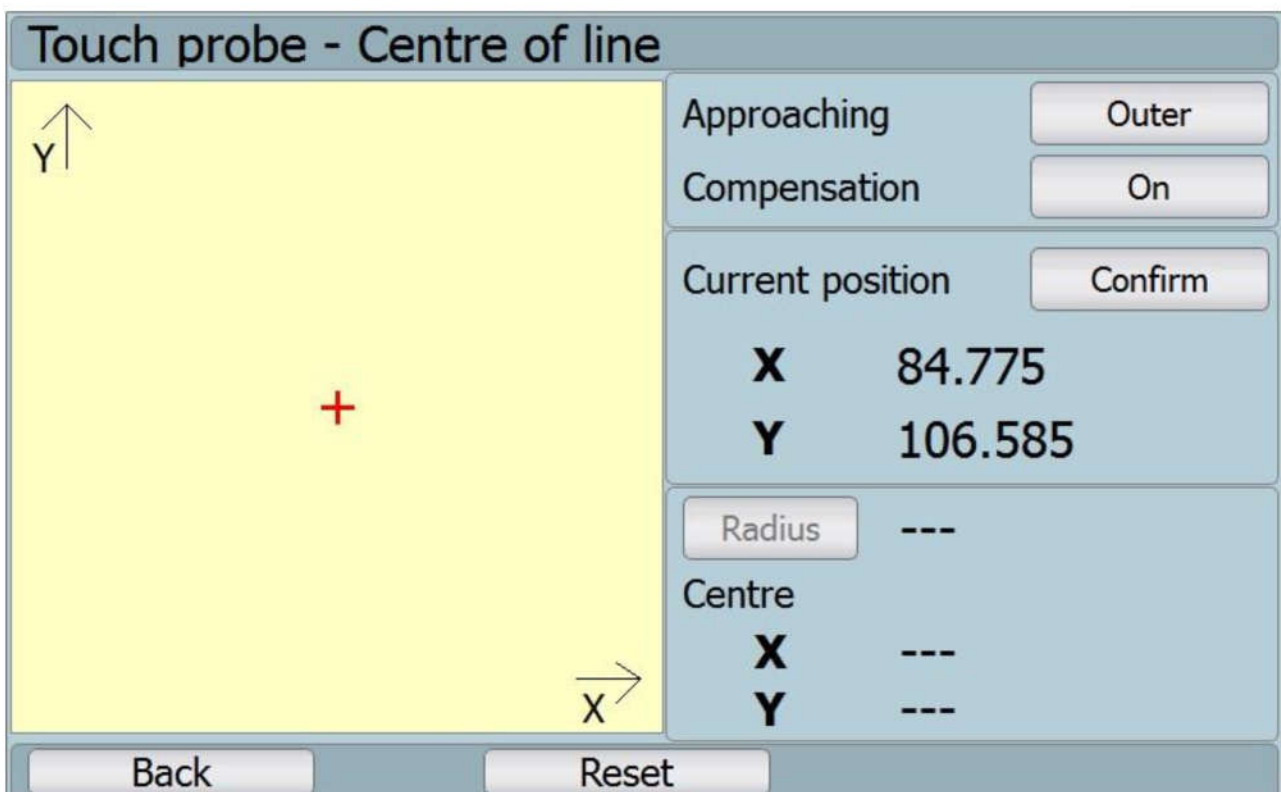 Touch probe - Centre of line
Y
X
Approaching Outer
Compensation On
Current position Confirm
X 84.775
Y 106.585
Radius ---
Centre
X ---
Y ---
Back Reset